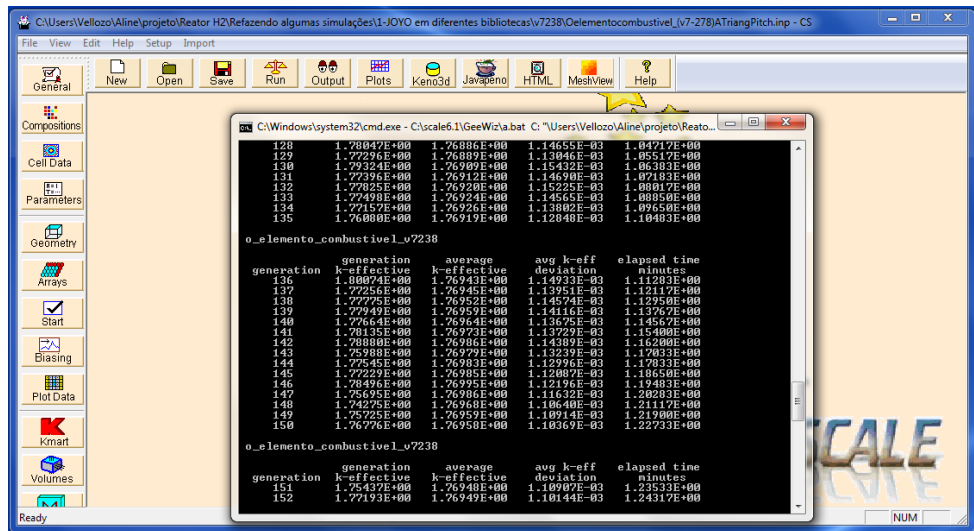 C:\Users\Vellozo\Aline\projeto\Reator H2\Refazendo algumas simulações\1-JOYO em diferentes bibliotecas\v7238\Oelementocombustivel_(v7-278)ATriangPitch.inp - CS
File View Edit Help Setup Import
General
New Open Save Run Output Plots Keno3d Javapeno HTML MeshView Help
Compositions
Cell Data
Parameters
Geometry
Arrays
Start
Biasing
Plot Data
Kmart
Volumes
C:\Windows\system32\cmd.exe - C:\scale6.1\GeeWiz\a.bat C: "\Users\Vellozo\Aline\projeto\Reato...
128 1.78047E+00 1.76886E+00 1.14655E-03 1.04717E+00
129 1.77296E+00 1.76889E+00 1.13046E-03 1.05517E+00
130 1.79324E+00 1.76909E+00 1.15432E-03 1.06383E+00
131 1.77396E+00 1.76912E+00 1.14690E-03 1.07183E+00
132 1.77825E+00 1.76920E+00 1.15225E-03 1.08017E+00
133 1.77498E+00 1.76924E+00 1.14565E-03 1.08850E+00
134 1.77157E+00 1.76926E+00 1.13802E-03 1.09650E+00
135 1.76080E+00 1.76919E+00 1.12848E-03 1.10483E+00
o_elemento_combustivel_v7238
generation average avg k-eff elapsed time
generation k-effective k-effective deviation minutes
136 1.80074E+00 1.76943E+00 1.14933E-03 1.11283E+00
137 1.77256E+00 1.76945E+00 1.13951E-03 1.12117E+00
138 1.77775E+00 1.76952E+00 1.14574E-03 1.12950E+00
139 1.77949E+00 1.76959E+00 1.14116E-03 1.13767E+00
140 1.77664E+00 1.76964E+00 1.13675E-03 1.14567E+00
141 1.78135E+00 1.76973E+00 1.13729E-03 1.15400E+00
142 1.78880E+00 1.76986E+00 1.14389E-03 1.16200E+00
143 1.75988E+00 1.76979E+00 1.13239E-03 1.17033E+00
144 1.77545E+00 1.76983E+00 1.12996E-03 1.17833E+00
145 1.77229E+00 1.76985E+00 1.12087E-03 1.18650E+00
146 1.78496E+00 1.76995E+00 1.12196E-03 1.19483E+00
147 1.75695E+00 1.76986E+00 1.11632E-03 1.20283E+00
148 1.74275E+00 1.76968E+00 1.10640E-03 1.21117E+00
149 1.75725E+00 1.76959E+00 1.10914E-03 1.21900E+00
150 1.76776E+00 1.76958E+00 1.10369E-03 1.22733E+00
o_elemento_combustivel_v7238
generation average avg k-eff elapsed time
generation k-effective k-effective deviation minutes
151 1.75437E+00 1.76948E+00 1.10907E-03 1.23533E+00
152 1.77193E+00 1.76949E+00 1.10144E-03 1.24317E+00
SCALE
Ready
NUM